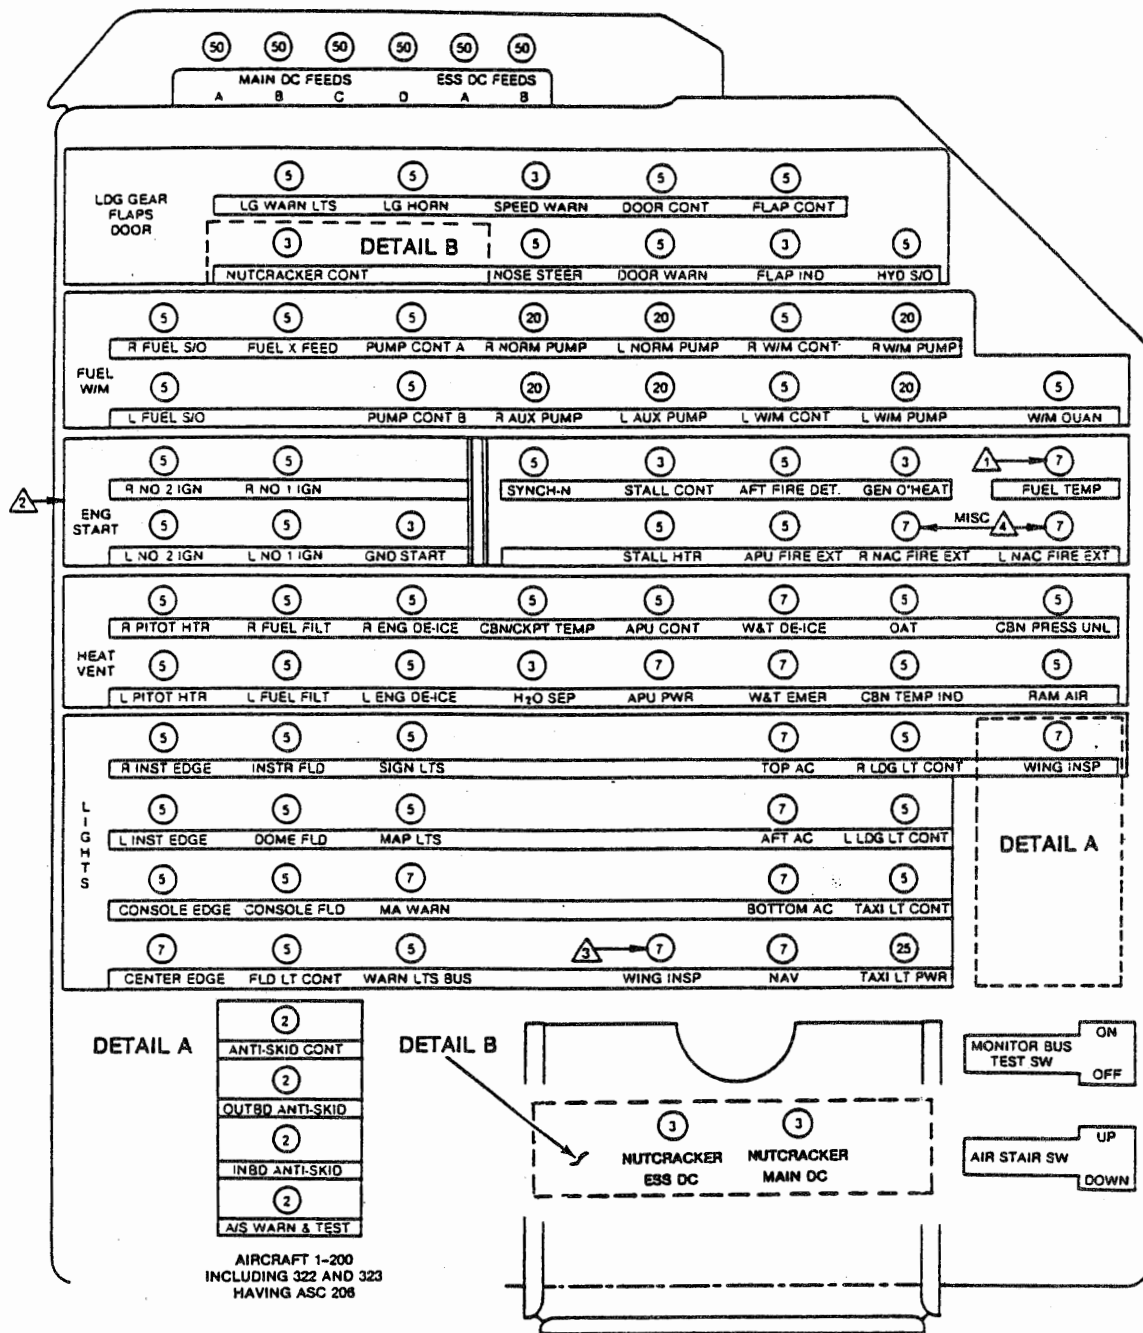 50 50 50 50 50 50
MAIN DC FEEDS ESS DC FEEDS
A B C D A B
LDG GEAR
FLAPS
DOOR
5 5 3 5 5
LG WARN LTS LG HORN SPEED WARN DOOR CONT FLAP CONT
3 DETAIL B 5 5 3 5
NUTCRACKER CONT NOSE STEER DOOR WARN FLAP IND HYD S/O
5 5 5 20 20 5 20
R FUEL S/O FUEL X FEED PUMP CONT A R NORM PUMP L NORM PUMP R W/M CONT R W/M PUMP
FUEL
W/M
5 5 20 20 5 20 5
L FUEL S/O PUMP CONT B R AUX PUMP L AUX PUMP L W/M CONT L W/M PUMP W/M QUAN
5 5 5 3 5 3 1 7
R NO 2 IGN R NO 1 IGN SYNCH-N STALL CONT AFT FIRE DET. GEN O'HEAT FUEL TEMP
2
ENG
START
5 5 3 5 5 7 MISC 4 7
L NO 2 IGN L NO 1 IGN GND START STALL HTR APU FIRE EXT R NAC FIRE EXT L NAC FIRE EXT
5 5 5 5 5 7 5 5
R PITOT HTR R FUEL FILT R ENG DE-ICE CBN/CKPT TEMP APU CONT W&T DE-ICE OAT CBN PRESS UNL
HEAT
VENT
5 5 5 3 7 7 5 5
L PITOT HTR L FUEL FILT L ENG DE-ICE H2O SEP APU PWR W&T EMER CBN TEMP IND RAM AIR
5 5 5 7 5 7
R INST EDGE INSTR FLD SIGN LTS TOP AC R LDG LT CONT WING INSP
LIGHTS
5 5 5 7 5
L INST EDGE DOME FLD MAP LTS AFT AC L LDG LT CONT
DETAIL A
5 5 7 7 5
CONSOLE EDGE CONSOLE FLD MA WARN BOTTOM AC TAXI LT CONT
7 5 5 3 7 7 25
CENTER EDGE FLD LT CONT WARN LTS BUS WING INSP NAV TAXI LT PWR
DETAIL A
2
ANTI-SKID CONT
2
OUTBD ANTI-SKID
2
INBD ANTI-SKID
2
A/S WARN & TEST
AIRCRAFT 1-200
INCLUDING 322 AND 323
HAVING ASC 206
DETAIL B
3 3
NUTCRACKER NUTCRACKER
ESS DC MAIN DC
MONITOR BUS
TEST SW
ON
OFF
AIR STAIR SW
UP
DOWN